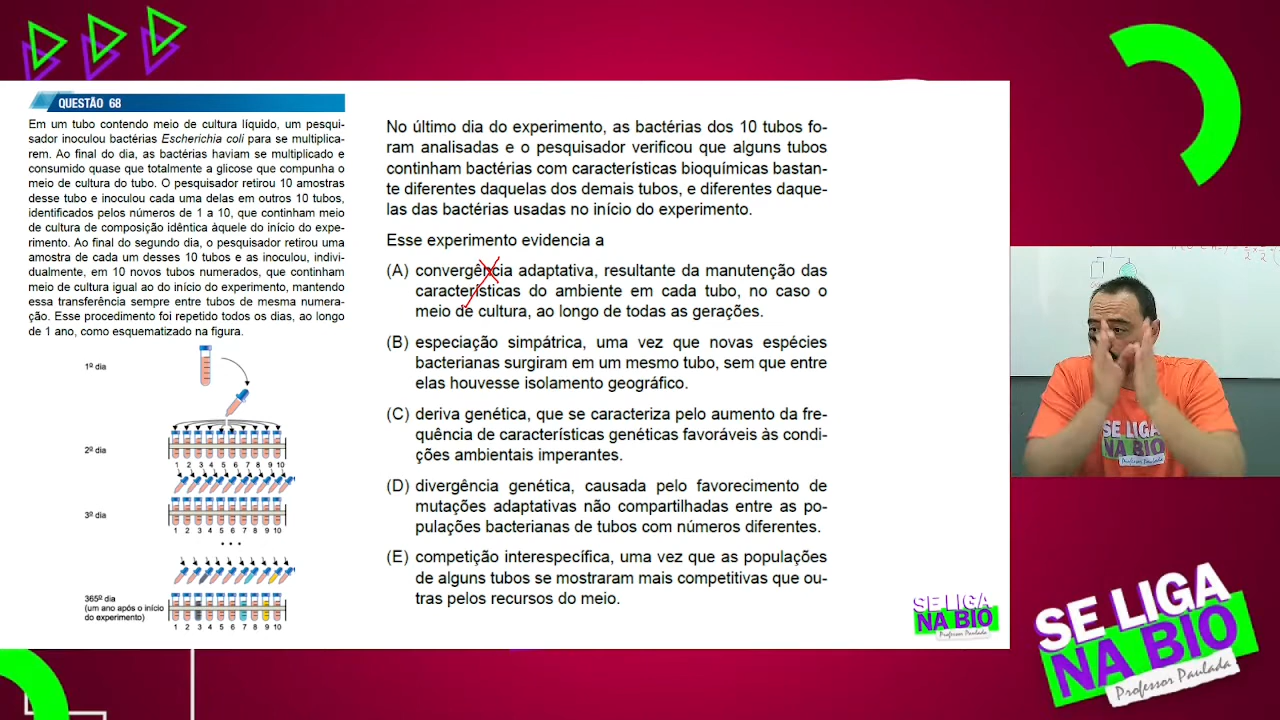 QUESTÃO 68
Em um tubo contendo meio de cultura líquido, um pesqui-
sador inoculou bactérias Escherichia coli para se multiplica-
rem. Ao final do dia, as bactérias haviam se multiplicado e
consumido quase que totalmente a glicose que compunha o
meio de cultura do tubo. O pesquisador retirou 10 amostras
desse tubo e inoculou cada uma delas em outros 10 tubos,
identificados pelos números de 1 a 10, que continham meio
de cultura de composição idêntica àquele do início do expe-
rimento. Ao final do segundo dia, o pesquisador retirou uma
amostra de cada um desses 10 tubos e as inoculou, indivi-
dualmente, em 10 novos tubos numerados, que continham
meio de cultura igual ao do início do experimento, mantendo
essa transferência sempre entre tubos de mesma numera-
ção. Esse procedimento foi repetido todos os dias, ao longo
de 1 ano, como esquematizado na figura.
1º dia
2º dia
1 2 3 4 5 6 7 8 9 10
3º dia
1 2 3 4 5 6 7 8 9 10
. . .
365º dia
(um ano após o início
do experimento)
1 2 3 4 5 6 7 8 9 10
No último dia do experimento, as bactérias dos 10 tubos fo-
ram analisadas e o pesquisador verificou que alguns tubos
continham bactérias com características bioquímicas bastan-
te diferentes daquelas dos demais tubos, e diferentes daque-
las das bactérias usadas no início do experimento.
Esse experimento evidencia a
(A) convergência adaptativa, resultante da manutenção das
características do ambiente em cada tubo, no caso o
meio de cultura, ao longo de todas as gerações.
(B) especiação simpátrica, uma vez que novas espécies
bacterianas surgiram em um mesmo tubo, sem que entre
elas houvesse isolamento geográfico.
(C) deriva genética, que se caracteriza pelo aumento da fre-
quência de características genéticas favoráveis às condi-
ções ambientais imperantes.
(D) divergência genética, causada pelo favorecimento de
mutações adaptativas não compartilhadas entre as po-
pulações bacterianas de tubos com números diferentes.
(E) competição interespecífica, uma vez que as populações
de alguns tubos se mostraram mais competitivas que ou-
tras pelos recursos do meio.
SE LIGA
NA BIO
Professor Paulada
SE LIGA
NA BIO
SE LIGA
NA BIO
Professor Paulada